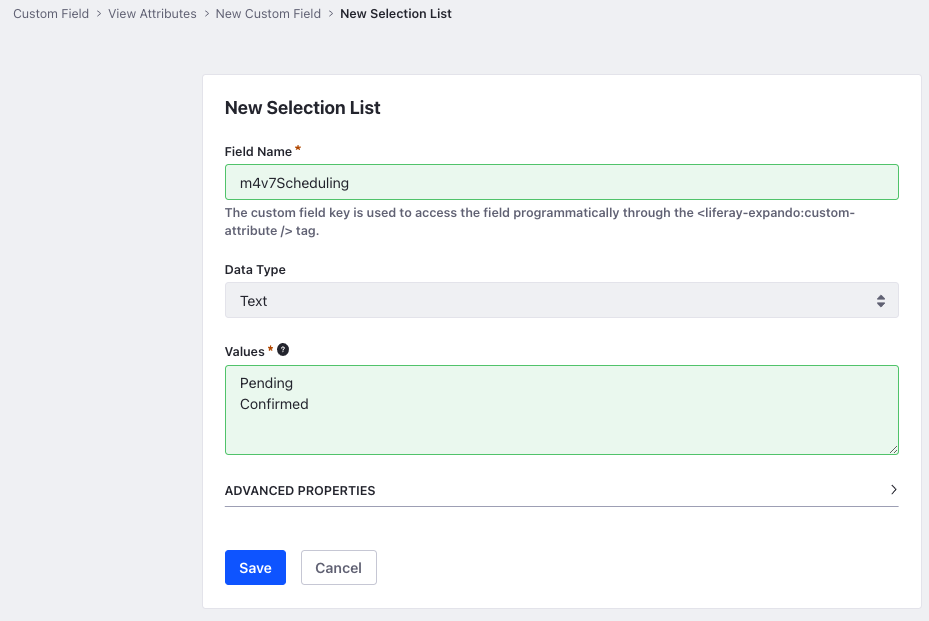 Custom Field > View Attributes > New Custom Field > New Selection List
New Selection List
Field Name *
m4v7Scheduling
The custom field key is used to access the field programmatically through the <liferay-expando:custom-
attribute /> tag.
Data Type
Text
Values * ?
Pending
Confirmed
ADVANCED PROPERTIES
Save Cancel